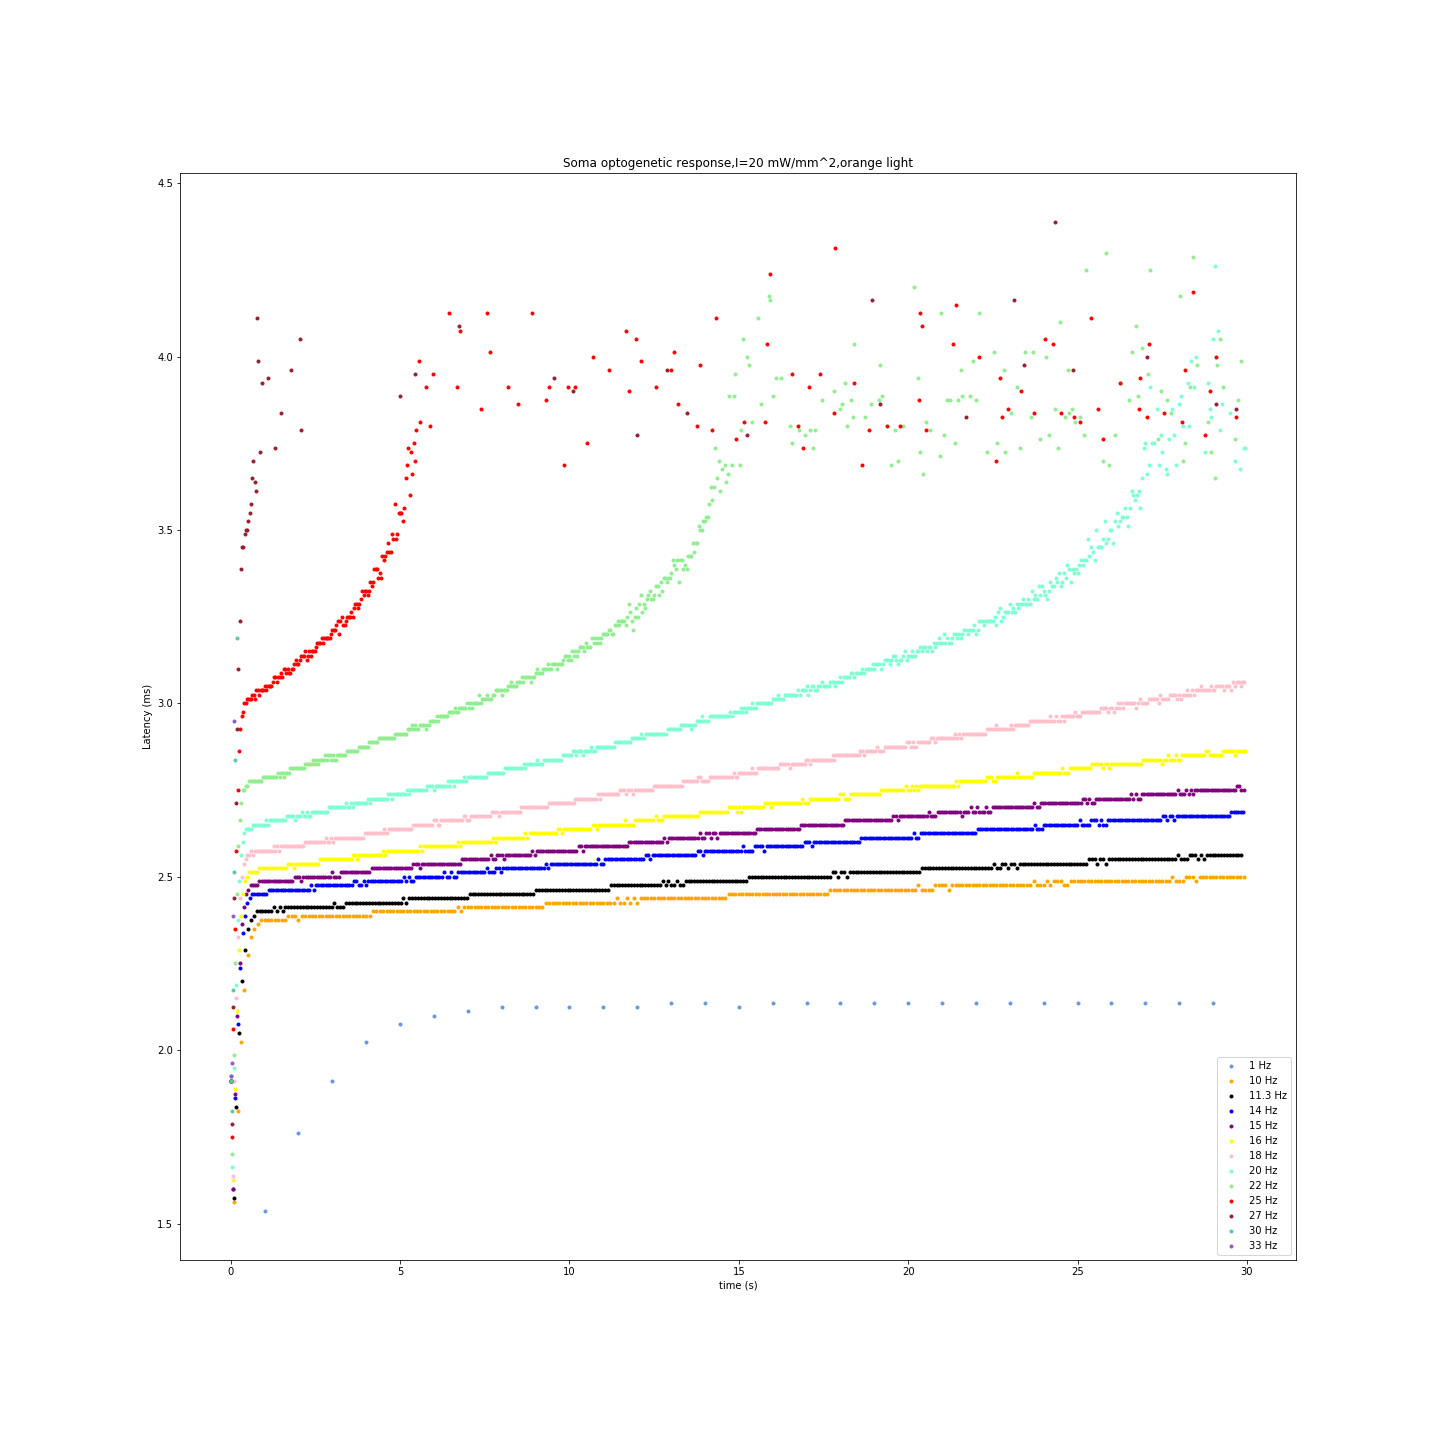 Soma optogenetic response,I=20 mW/mm^2,orange light
4.5
4.0
3.5
3.0
2.5
2.0
1.5
Latency (ms)
0 5 10 15 20 25 30
time (s)
1 Hz
10 Hz
11.3 Hz
14 Hz
15 Hz
16 Hz
18 Hz
20 Hz
22 Hz
25 Hz
27 Hz
30 Hz
33 Hz